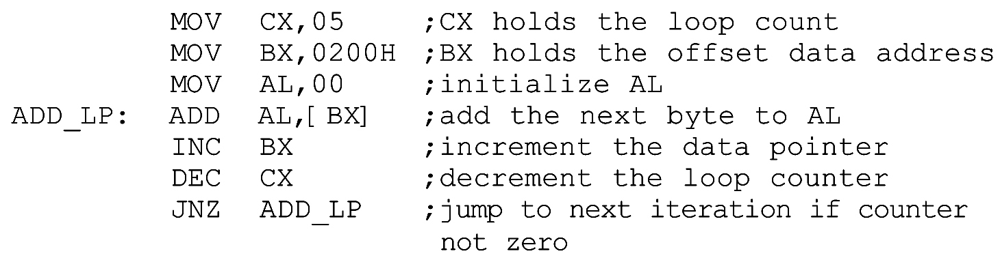 MOV CX,05 ;CX holds the loop count
MOV BX,0200H ;BX holds the offset data address
MOV AL,00 ;initialize AL
ADD_LP: ADD AL,[ BX] ;add the next byte to AL
INC BX ;increment the data pointer
DEC CX ;decrement the loop counter
JNZ ADD_LP ;jump to next iteration if counter
not zero